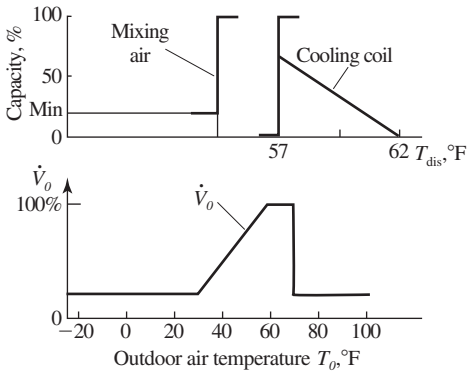 100
Mixing
air
Cooling coil
Capacity, %
50
Min
0
57
62 T_dis,°F
V̇_0
100%
V̇_0
0
−20 0 20 40 60 80 100
Outdoor air temperature T_0,°F